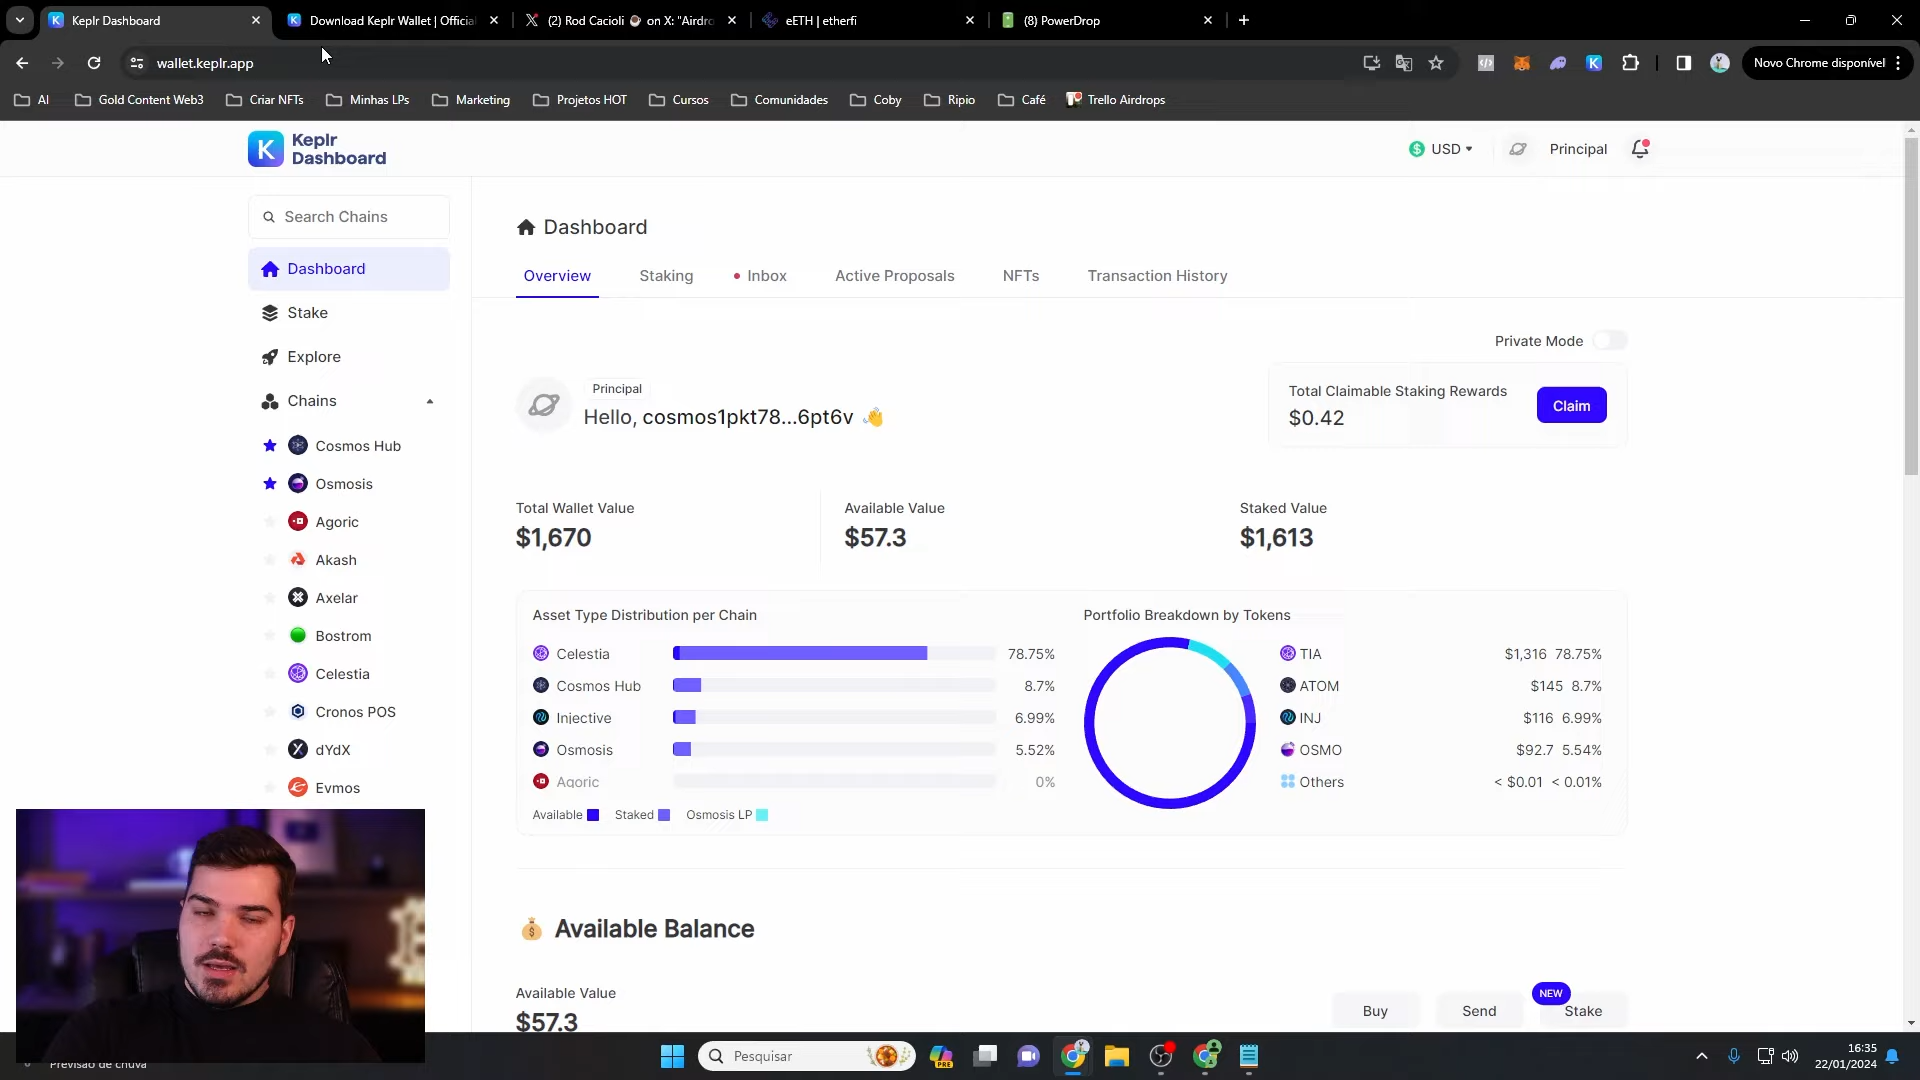 Keplr Dashboard
Download Keplr Wallet | Official
(2) Rod Cacioli on X: "Airdro
eETH | etherfi
(8) PowerDrop
wallet.keplr.app
Novo Chrome disponível
AI
Gold Content Web3
Criar NFTs
Minhas LPs
Marketing
Projetos HOT
Cursos
Comunidades
Coby
Ripio
Café
Trello Airdrops
Keplr
Dashboard
USD
Principal
Search Chains
Dashboard
Stake
Explore
Chains
Cosmos Hub
Osmosis
Agoric
Akash
Axelar
Bostrom
Celestia
Cronos POS
dYdX
Evmos
Dashboard
Overview
Staking
Inbox
Active Proposals
NFTs
Transaction History
Private Mode
Principal
Hello, cosmos1pkt78...6pt6v
Total Claimable Staking Rewards
$0.42
Claim
Total Wallet Value
$1,670
Available Value
$57.3
Staked Value
$1,613
Asset Type Distribution per Chain
Celestia 78.75%
Cosmos Hub 8.7%
Injective 6.99%
Osmosis 5.52%
Agoric 0%
Available
Staked
Osmosis LP
Portfolio Breakdown by Tokens
TIA $1,316 78.75%
ATOM $145 8.7%
INJ $116 6.99%
OSMO $92.7 5.54%
Others < $0.01 < 0.01%
Available Balance
Available Value
$57.3
Buy
Send
NEW
Stake
Previsão de chuva
Pesquisar
PRE
16:35
22/01/2024